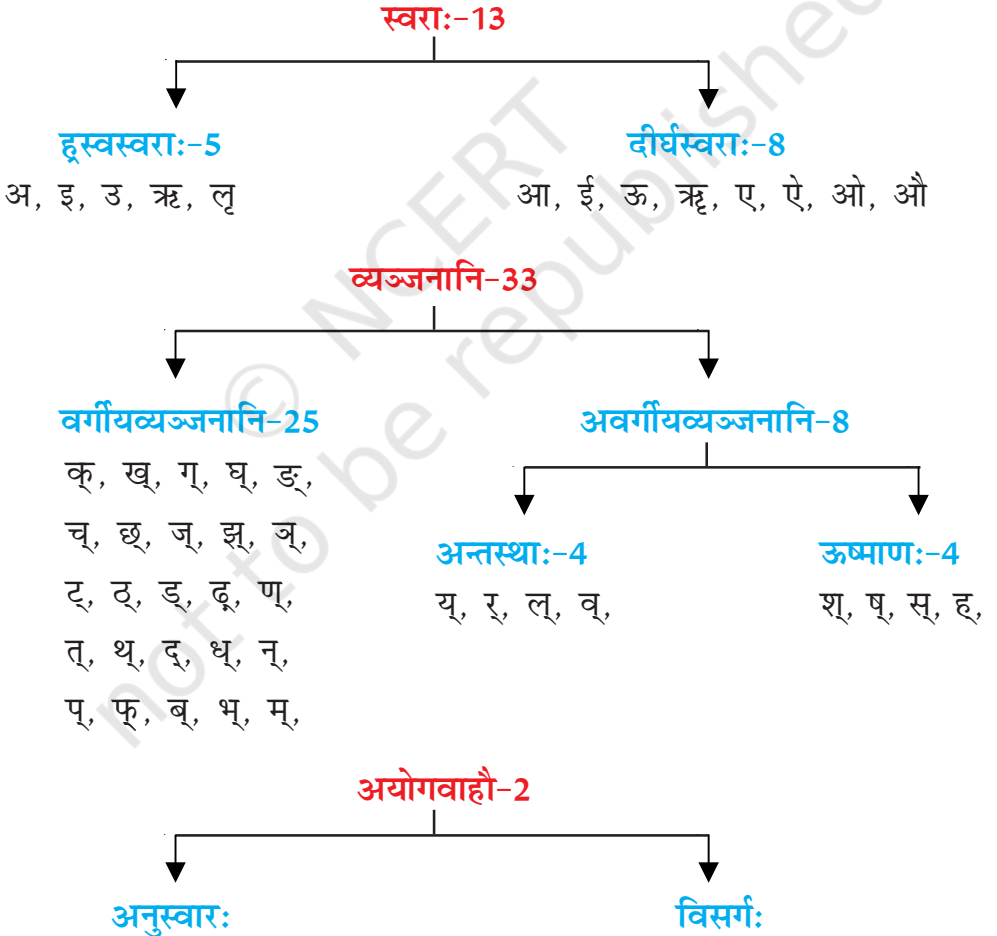 स्वराः-13
ह्रस्वस्वराः-5 दीर्घस्वराः-8
अ, इ, उ, ऋ, लृ आ, ई, ऊ, ॠ, ए, ऐ, ओ, औ
व्यञ्जनानि-33
वर्गीयव्यञ्जनानि-25 अवर्गीयव्यञ्जनानि-8
क्, ख्, ग्, घ्, ङ्,
च्, छ्, ज्, झ्, ञ्,
अन्तस्थाः-4 ऊष्माणः-4
ट्, ठ्, ड्, ढ़्, ण्, य्, र्, ल्, व्, श्, ष्, स्, ह्,
त्, थ्, द्, ध्, न्,
प्, फ्, ब्, भ्, म्,
अयोगवाहौ-2
अनुस्वारः विसर्गः
© NCERT
not to be republished